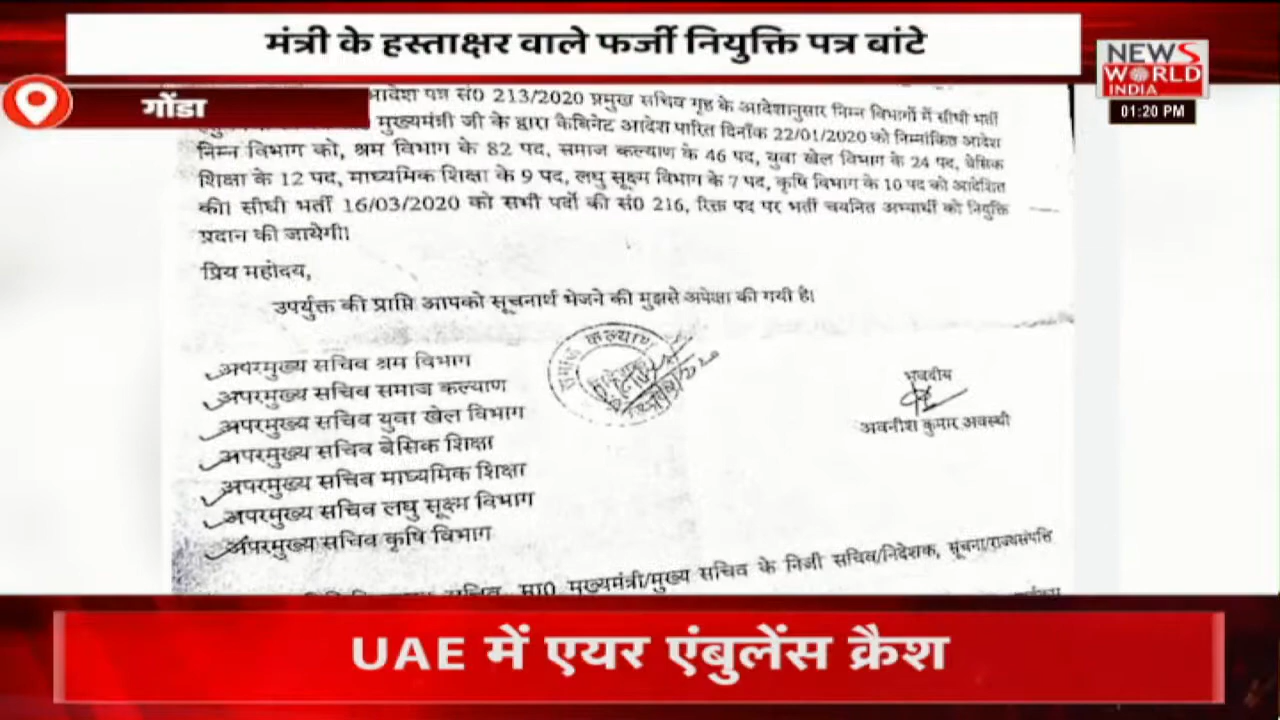 मंत्री के हस्ताक्षर वाले फर्जी नियुक्ति पत्र बांटे
NEWS
WORLD
INDIA
01:20 PM
गोंडा
आदेश पत्र सं0 213/2020 प्रमुख सचिव गृह के आदेशानुसार निम्न विभागों में सीधी भर्ती
मुख्यमंत्री जी के द्वारा कैबिनेट आदेश पारित दिनाँक 22/01/2020 को निम्नांकित आदेश
निम्न विभाग को, श्रम विभाग के 82 पद, समाज कल्याण के 46 पद, युवा खेल विभाग के 24 पद, बेसिक
शिक्षा के 12 पद, माध्यमिक शिक्षा के 9 पद, लघु सूक्ष्म विभाग के 7 पद, कृषि विभाग के 10 पद को आदेशित
की। सीधी भर्ती 16/03/2020 को सभी पदों की सं0 216, रिक्त पद पर भर्ती चयनित अभ्यार्थी को नियुक्ति
प्रदान की जायेगी।
प्रिय महोदय,
उपर्युक्त की प्राप्ति आपको सूचनार्थ भेजने की मुझसे अपेक्षा की गयी है।
समाज कल्याण
अपरमुख्य सचिव श्रम विभाग
अपरमुख्य सचिव समाज कल्याण
अपरमुख्य सचिव युवा खेल विभाग
अपरमुख्य सचिव बेसिक शिक्षा
अपरमुख्य सचिव माध्यमिक शिक्षा
अपरमुख्य सचिव लघु सूक्ष्म विभाग
अपरमुख्य सचिव कृषि विभाग
भवदीय
अवनीश कुमार अवस्थी
सचिव, मा0 मुख्यमंत्री/मुख्य सचिव के निजी सचिव/निदेशक, सूचना/राज्यसंपत्ति
UAE में एयर एंबुलेंस क्रैश